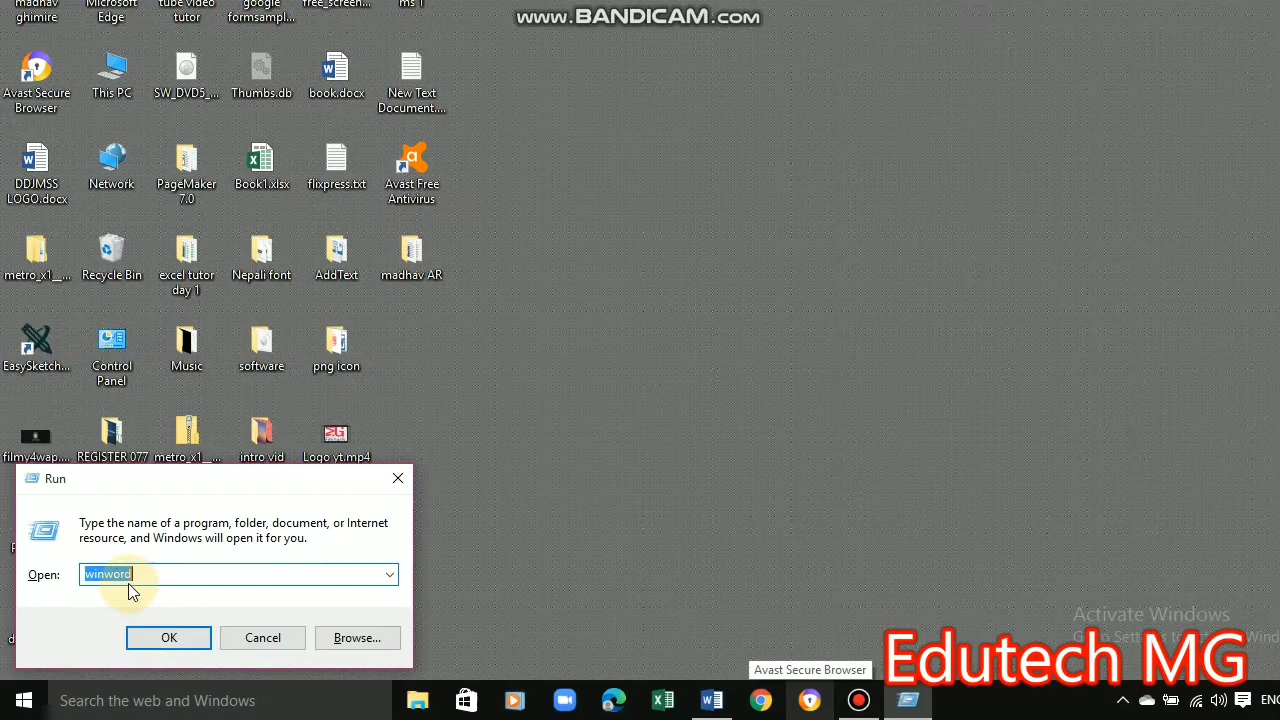 www.BANDICAM.com
madhav
ghimire
Microsoft
Edge
tube video
tutor
google
formsampl...
free_screen...
ms 1
Avast Secure
Browser
This PC
SW_DVD5_...
Thumbs.db
book.docx
New Text
Document....
DDJMSS
LOGO.docx
Network
PageMaker
7.0
Book1.xlsx
flixpress.txt
Avast Free
Antivirus
metro_x1__...
Recycle Bin
excel tutor
day 1
Nepali font
AddText
madhav AR
EasySketch...
Control
Panel
Music
software
png icon
filmy4wap....
REGISTER 077
metro_x1__...
intro vid
Logo yt.mp4
Run
Type the name of a program, folder, document, or Internet
resource, and Windows will open it for you.
Open:
winword
OK
Cancel
Browse...
Activate Windows
Avast Secure Browser
Edutech MG
Search the web and Windows
ENG